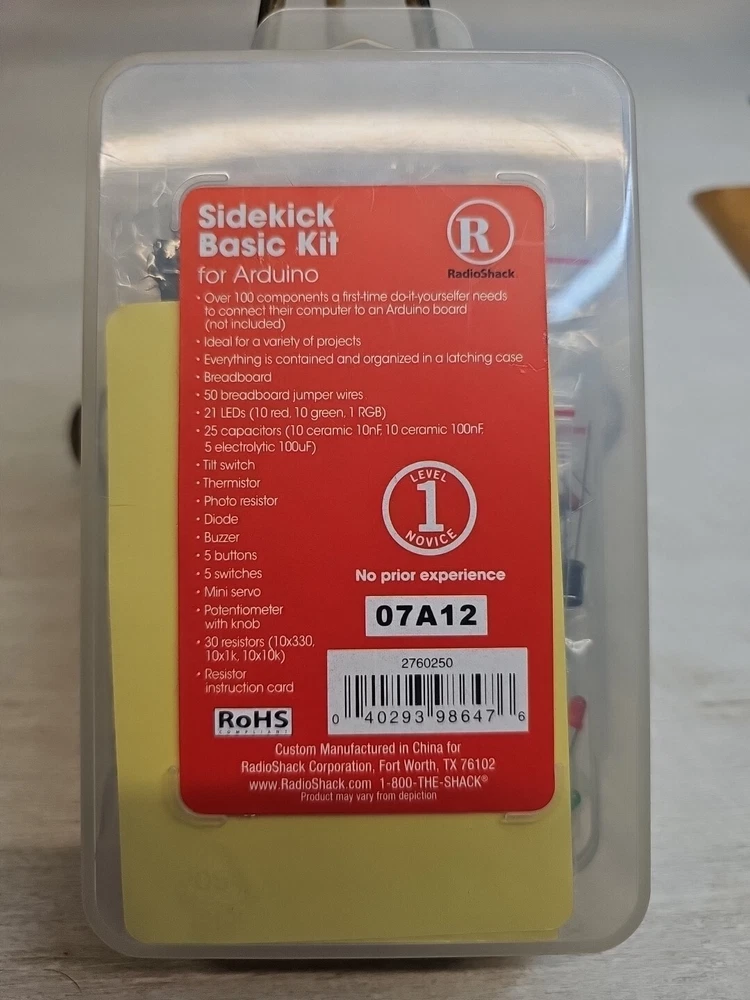 Sidekick
Basic Kit
for Arduino
R
RadioShack
• Over 100 components a first-time do-it-yourselfer needs
to connect their computer to an Arduino board
(not included)
• Ideal for a variety of projects
• Everything is contained and organized in a latching case
• Breadboard
• 50 breadboard jumper wires
• 21 LEDs (10 red, 10 green, 1 RGB)
• 25 capacitors (10 ceramic 10nF, 10 ceramic 100nF,
5 electrolytic 100uF)
• Tilt switch
• Thermistor
• Photo resistor
• Diode
• Buzzer
• 5 buttons
• 5 switches
• Mini servo
• Potentiometer
with knob
• 30 resistors (10x330,
10x1k, 10x10k)
• Resistor
instruction card
LEVEL
1
NOVICE
No prior experience
07A12
2760250
0 40293 98647 6
RoHS
COMPLIANT
Custom Manufactured in China for
RadioShack Corporation, Fort Worth, TX 76102
www.RadioShack.com 1-800-THE-SHACK®
Product may vary from depiction